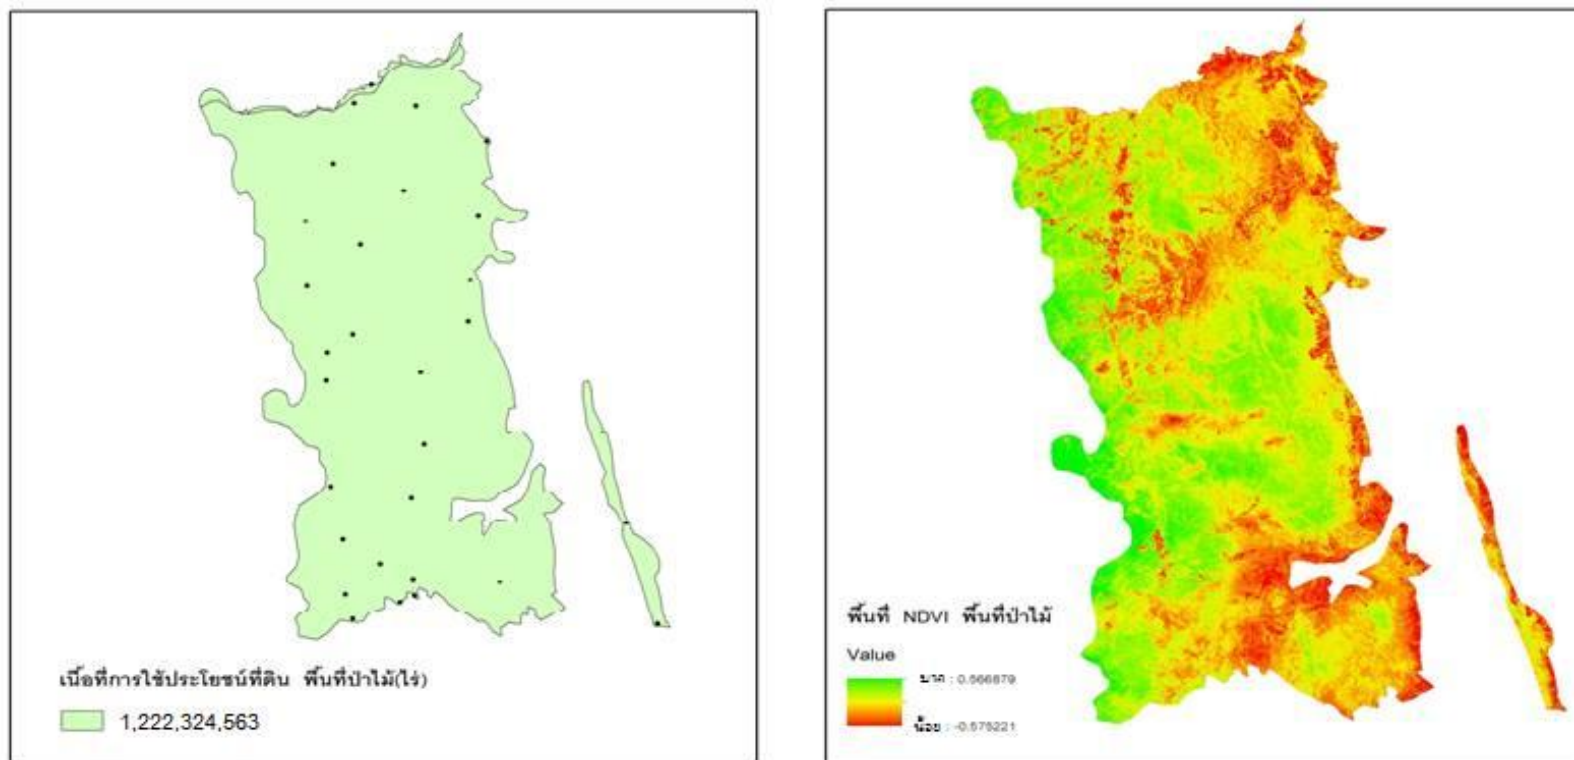 เนื้อที่การใช้ประโยชน์ที่ดิน พื้นที่ป่าไม้(ไร่)
1,222,324,563
พื้นที่ NDVI พื้นที่ป่าไม้
Value
มาก : 0.566879
น้อย : -0.575221